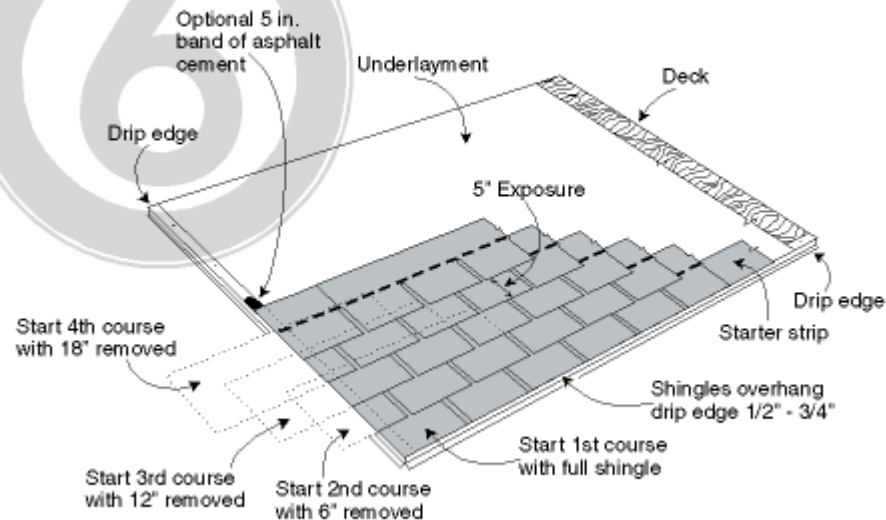 Optional 5 in.
band of asphalt
cement
Underlayment
Deck
Drip edge
5" Exposure
Drip edge
Starter strip
Start 4th course
with 18" removed
Shingles overhang
drip edge 1/2" - 3/4"
Start 1st course
with full shingle
Start 3rd course
with 12" removed
Start 2nd course
with 6" removed
6